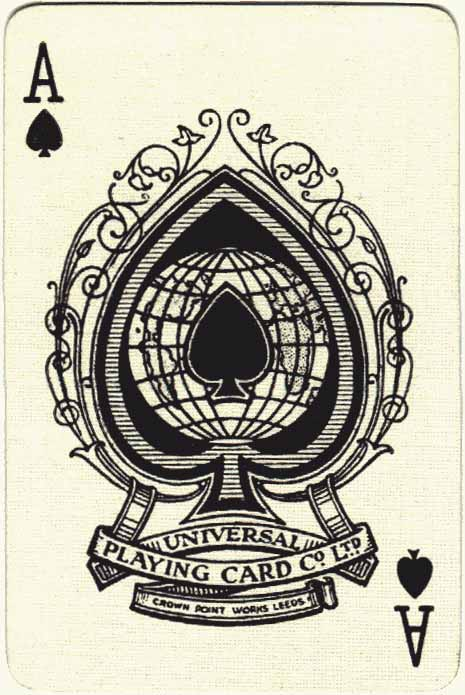 A
UNIVERSAL
PLAYING CARD Cº LTD
CROWN POINT WORKS LEEDS.
A